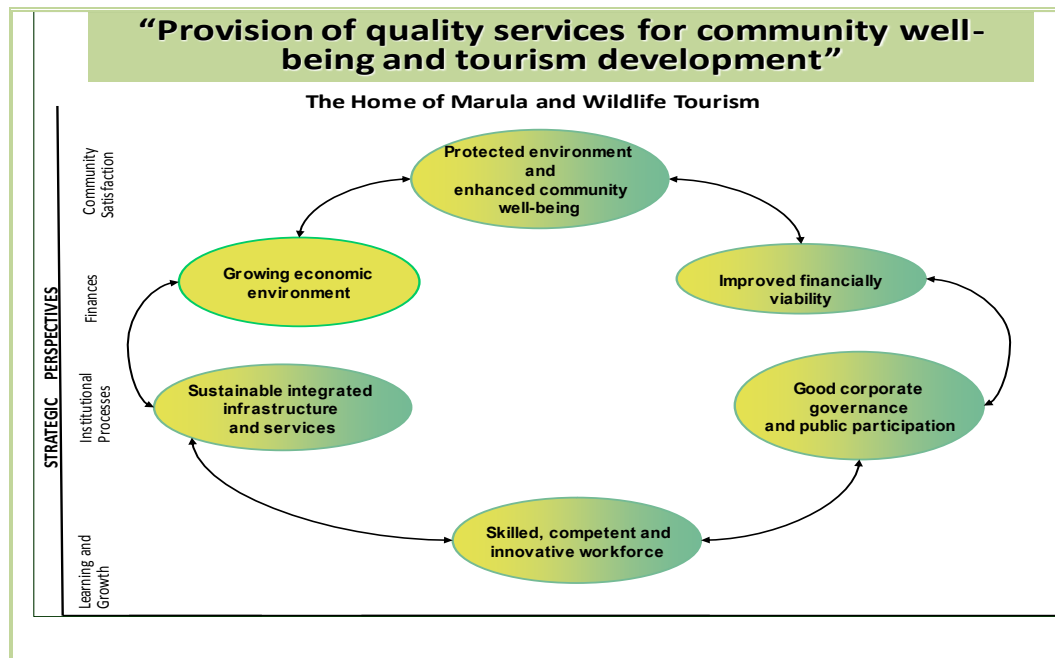 “Provision of quality services for community well-
being and tourism development”
The Home of Marula and Wildlife Tourism
STRATEGIC PERSPECTIVES
Community
Satisfaction
Protected environment
and
enhanced community
well-being
Finances
Growing economic
environment
Improved financially
viability
Institutional
Processes
Sustainable integrated
infrastructure
and services
Good corporate
governance
and public participation
Learning and
Growth
Skilled, competent and
innovative workforce